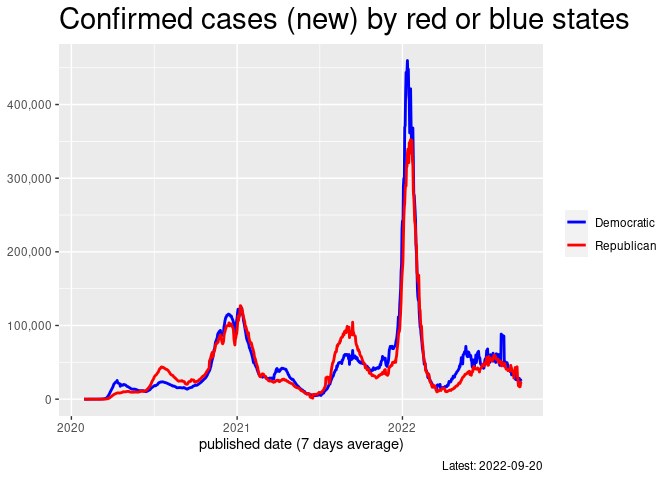 Confirmed cases (new) by red or blue states
400,000
300,000
200,000
100,000
0
2020
2021
2022
published date (7 days average)
Democratic
Republican
Latest: 2022-09-20